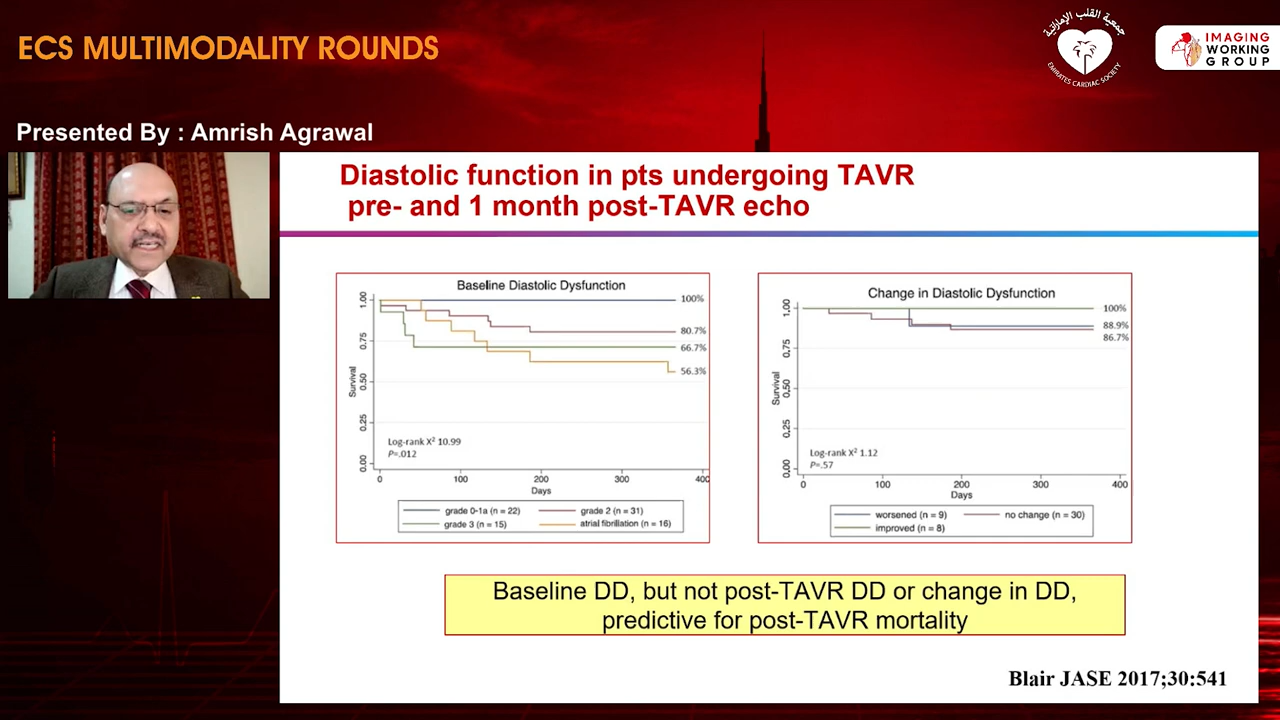 ECS MULTIMODALITY ROUNDS
جمعية القلب الإماراتية
EMIRATES CARDIAC SOCIETY
IMAGING
WORKING
GROUP
Presented By : Amrish Agrawal
Diastolic function in pts undergoing TAVR
pre- and 1 month post-TAVR echo
Baseline Diastolic Dysfunction
1.00
0.75
0.50
0.25
0.00
Survival
100%
80.7%
66.7%
56.3%
Log-rank X² 10.99
P=.012
0 100 200 300 400
Days
grade 0-1a (n = 22) grade 2 (n = 31)
grade 3 (n = 15) atrial fibrillation (n = 16)
Change in Diastolic Dysfunction
1.00
0.75
0.50
0.25
0.00
Survival
100%
88.9%
86.7%
Log-rank X² 1.12
P=.57
0 100 200 300 400
Days
worsened (n = 9) no change (n = 30)
improved (n = 8)
Baseline DD, but not post-TAVR DD or change in DD,
predictive for post-TAVR mortality
Blair JASE 2017;30:541